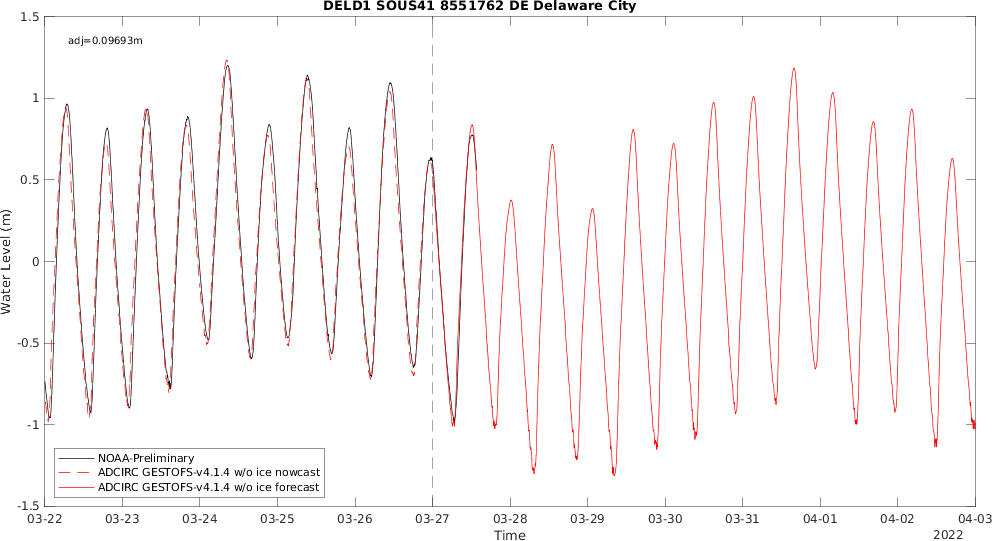 DELD1 SOUS41 8551762 DE Delaware City
1.5
adj=0.09693m
1
0.5
0
-0.5
-1
-1.5
Water Level (m)
NOAA-Preliminary
ADCIRC GESTOFS-v4.1.4 w/o ice nowcast
ADCIRC GESTOFS-v4.1.4 w/o ice forecast
03-22 03-23 03-24 03-25 03-26 03-27 03-28 03-29 03-30 03-31 04-01 04-02 04-03
Time
2022